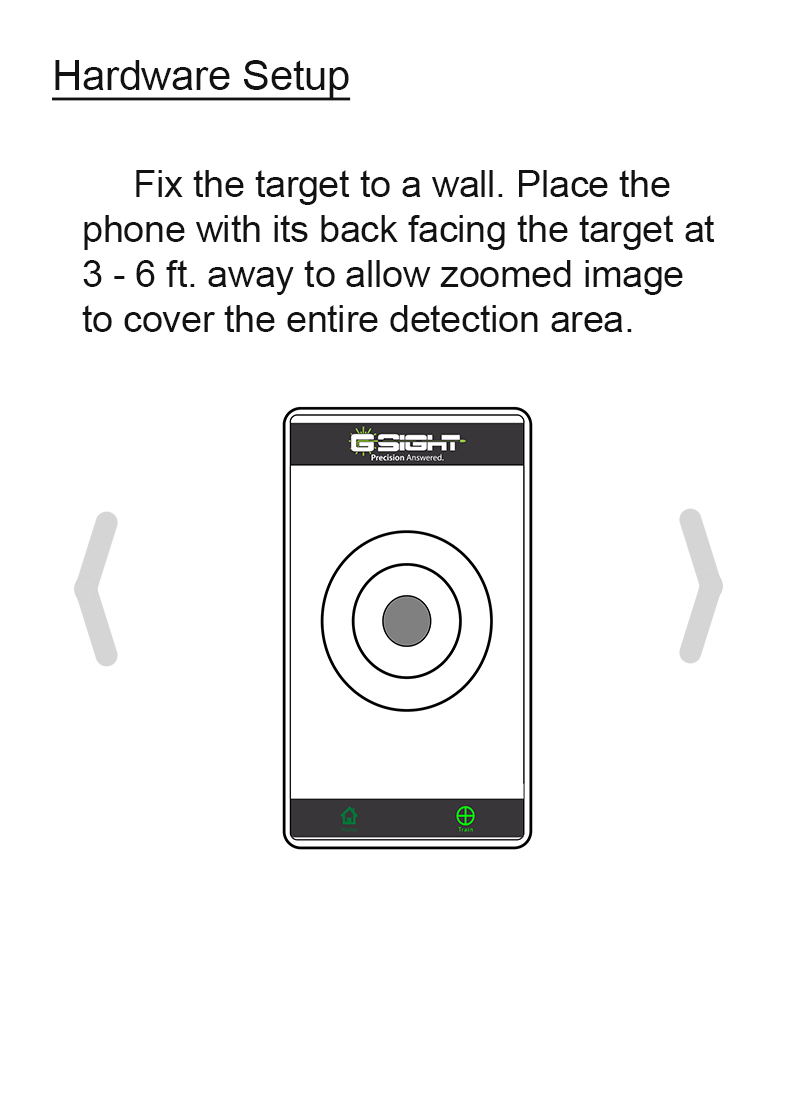 Hardware Setup
Fix the target to a wall. Place the
phone with its back facing the target at
3 - 6 ft. away to allow zoomed image
to cover the entire detection area.
G-SIGHT
Precision Answered.
Train